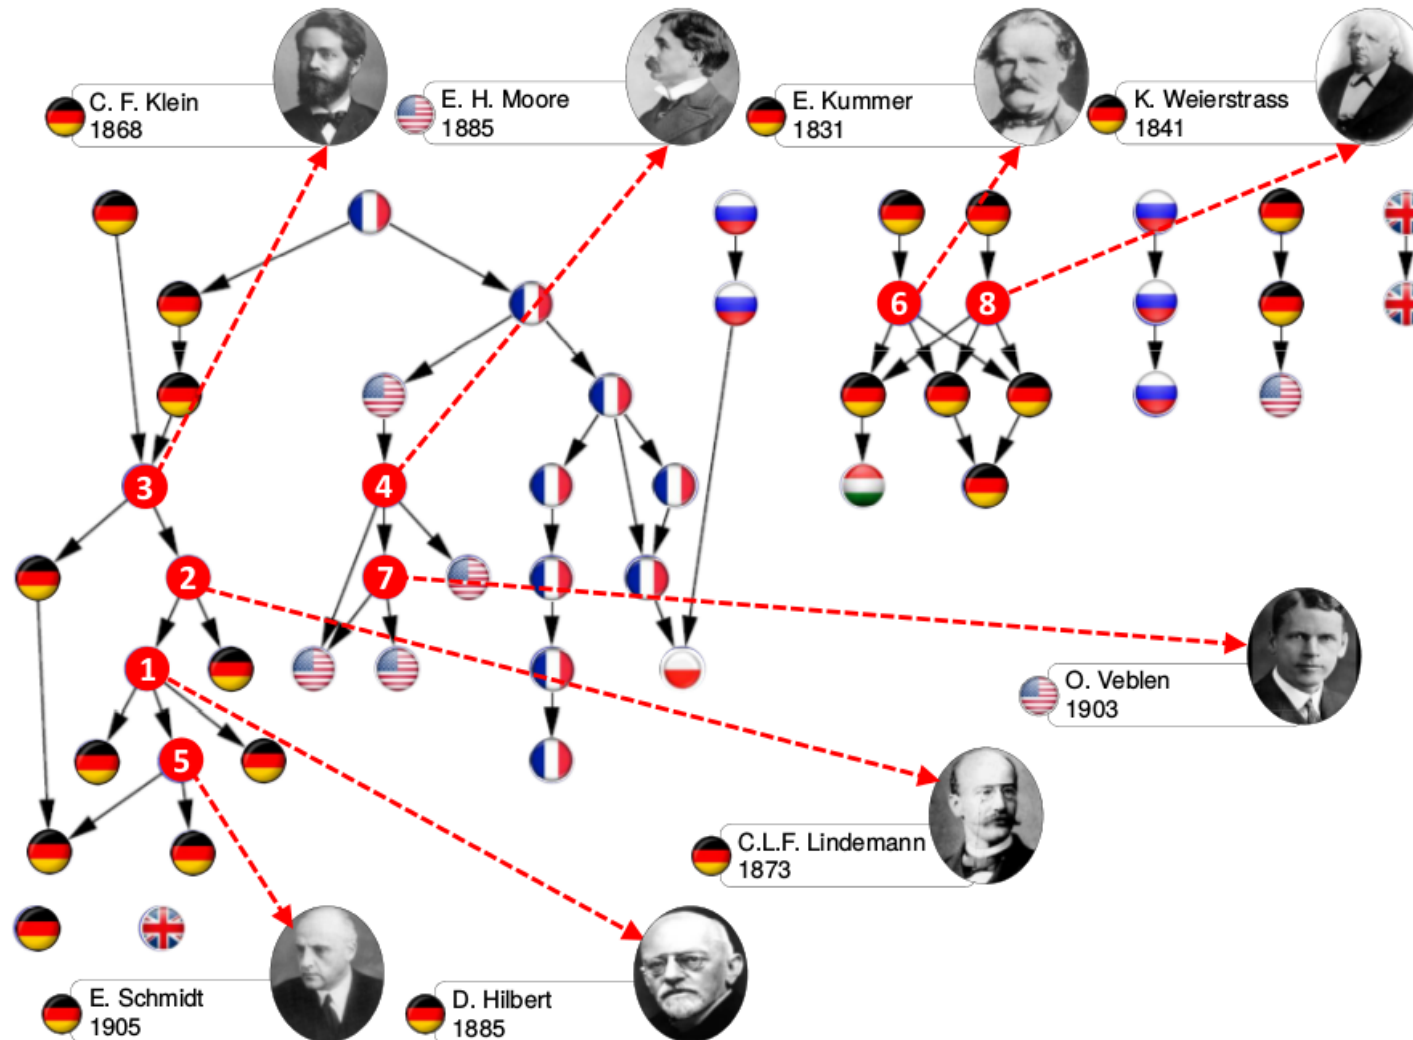 C. F. Klein
1868
E. H. Moore
1885
E. Kummer
1831
K. Weierstrass
1841
6
8
3
4
2
7
1
O. Veblen
1903
5
C.L.F. Lindemann
1873
E. Schmidt
1905
D. Hilbert
1885